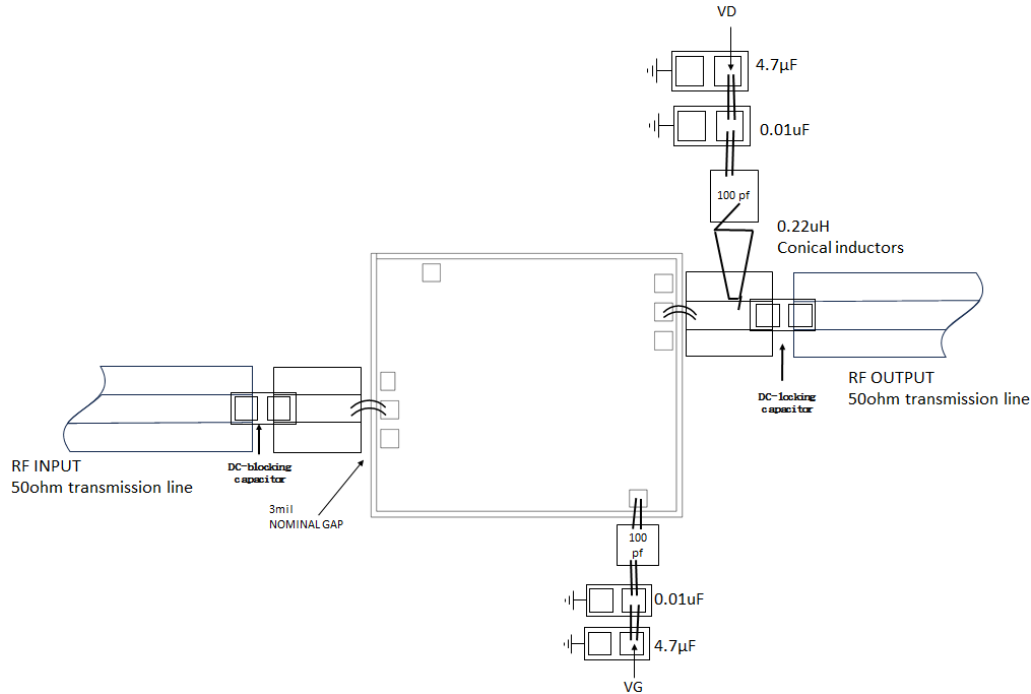 VD
4.7µF
0.01uF
100 pf
0.22uH
Conical inductors
RF OUTPUT
50ohm transmission line
DC-locking
capacitor
RF INPUT
50ohm transmission line
DC-blocking
capacitor
3mil
NOMINAL GAP
100
pf
0.01uF
4.7µF
VG